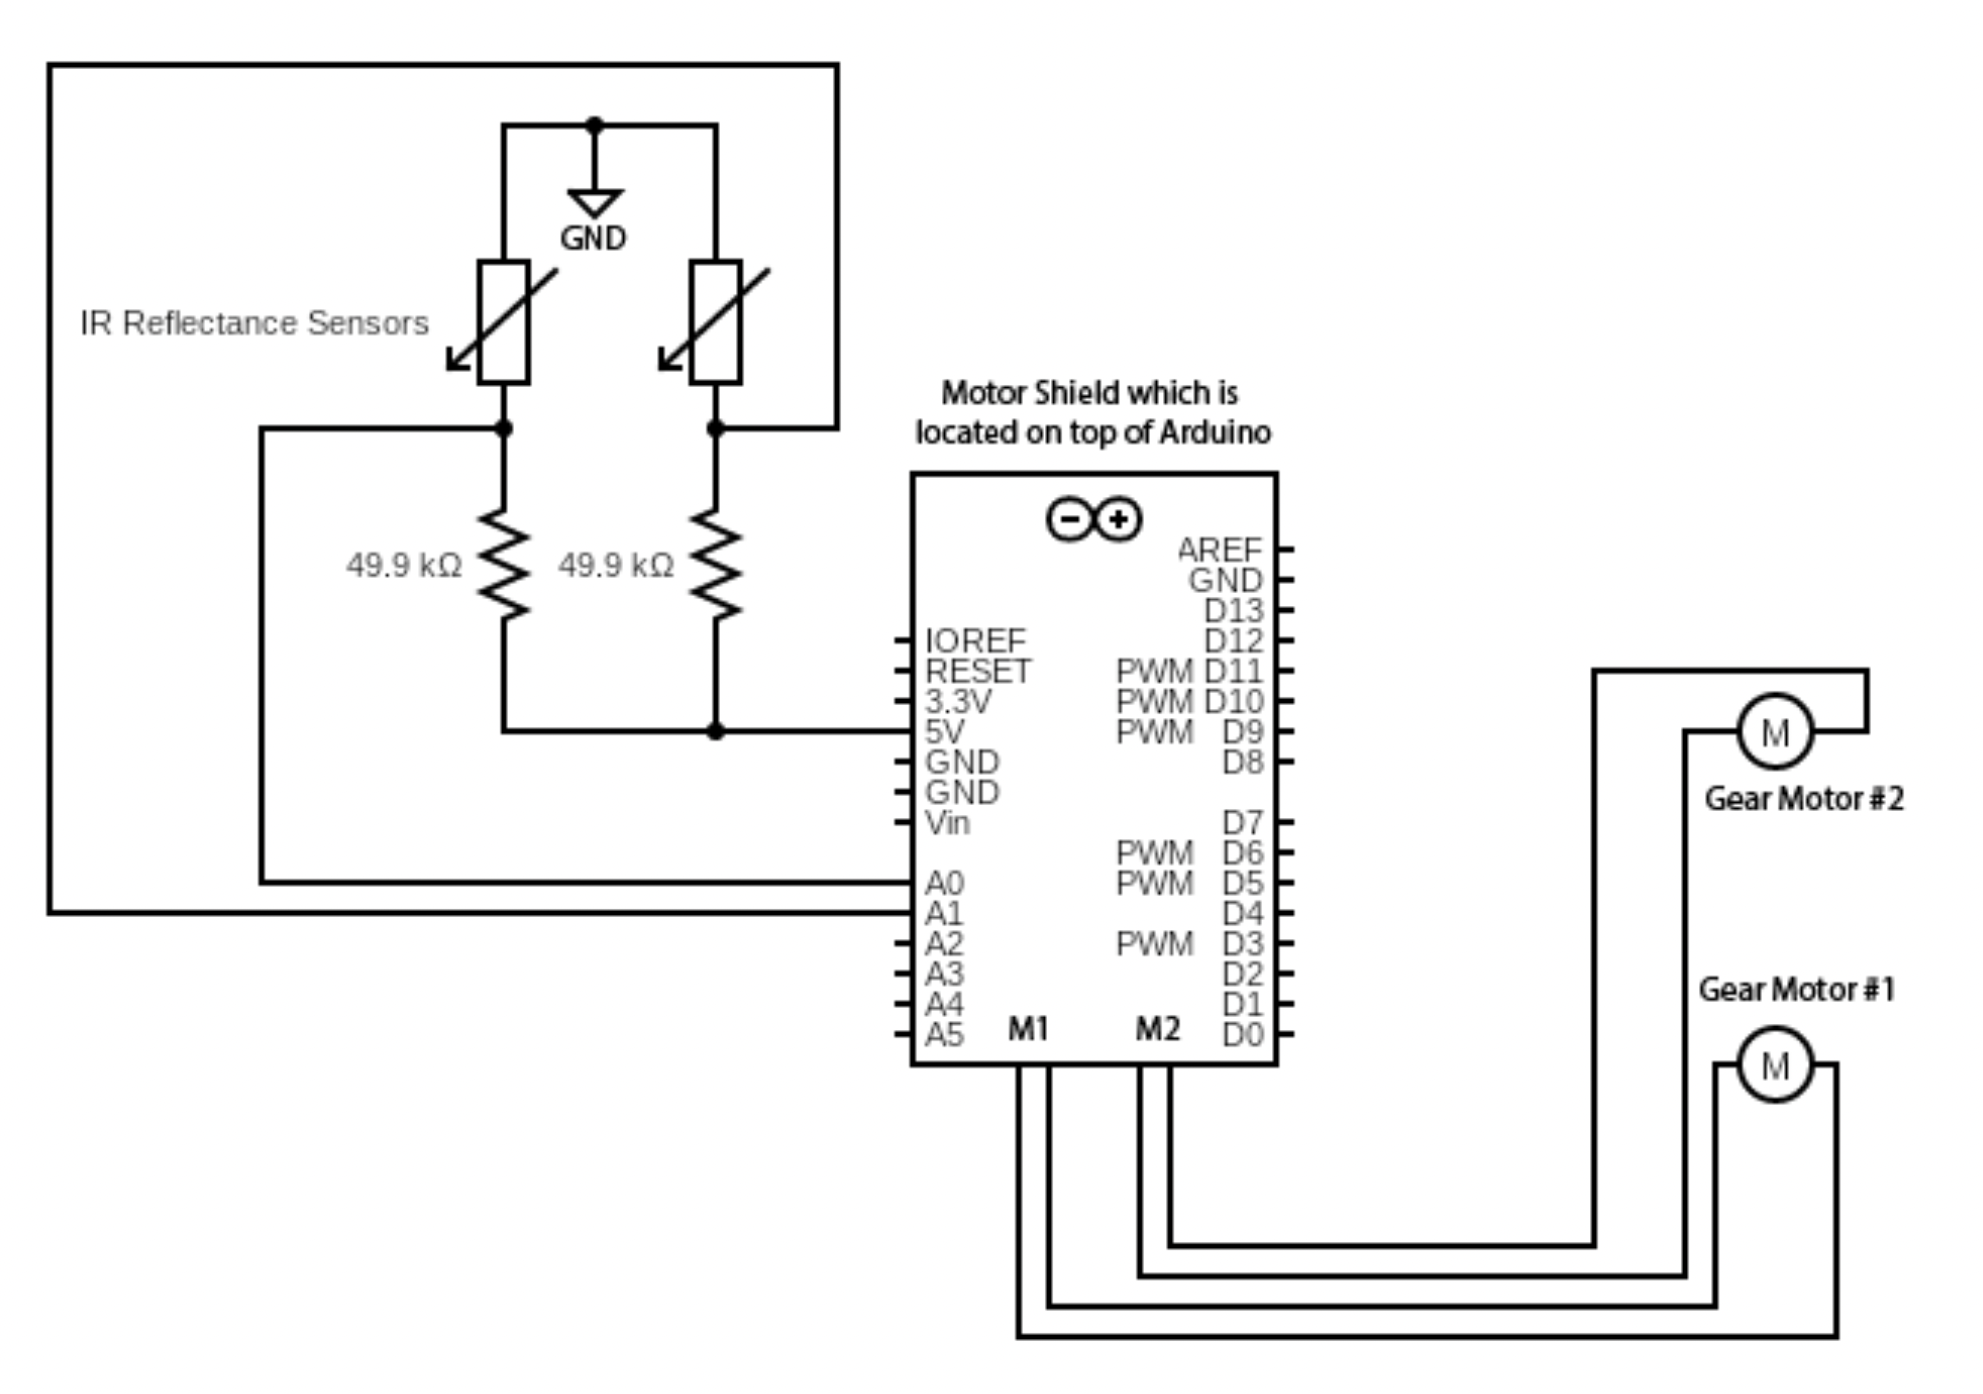 GND
IR Reflectance Sensors
Motor Shield which is
located on top of Arduino
49.9 kΩ
49.9 kΩ
IOREF
RESET
3.3V
5V
GND
GND
Vin
A0
A1
A2
A3
A4
A5
AREF
GND
D13
D12
PWM D11
PWM D10
PWM D9
D8
D7
PWM D6
PWM D5
D4
PWM D3
D2
D1
D0
M1
M2
M
Gear Motor #2
Gear Motor #1
M